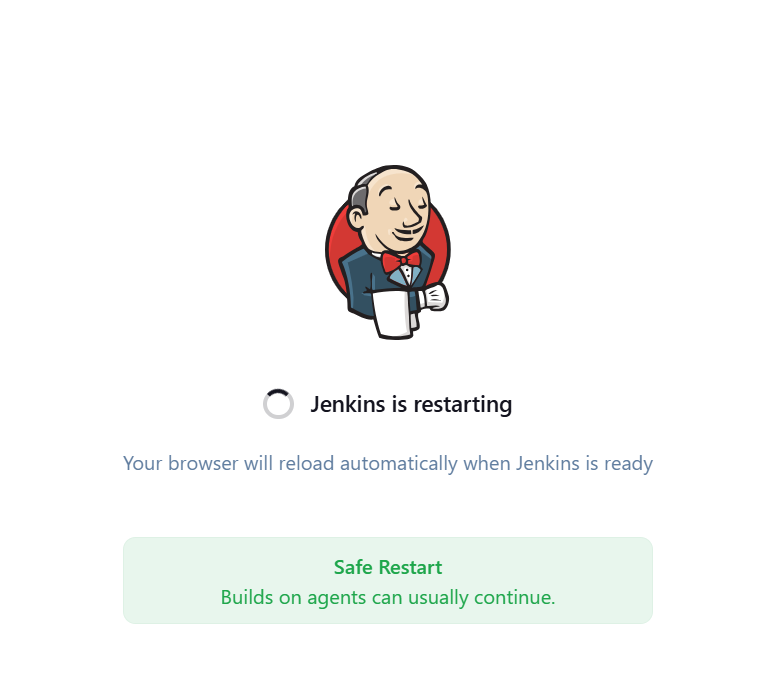 Jenkins is restarting
Your browser will reload automatically when Jenkins is ready
Safe Restart
Builds on agents can usually continue.